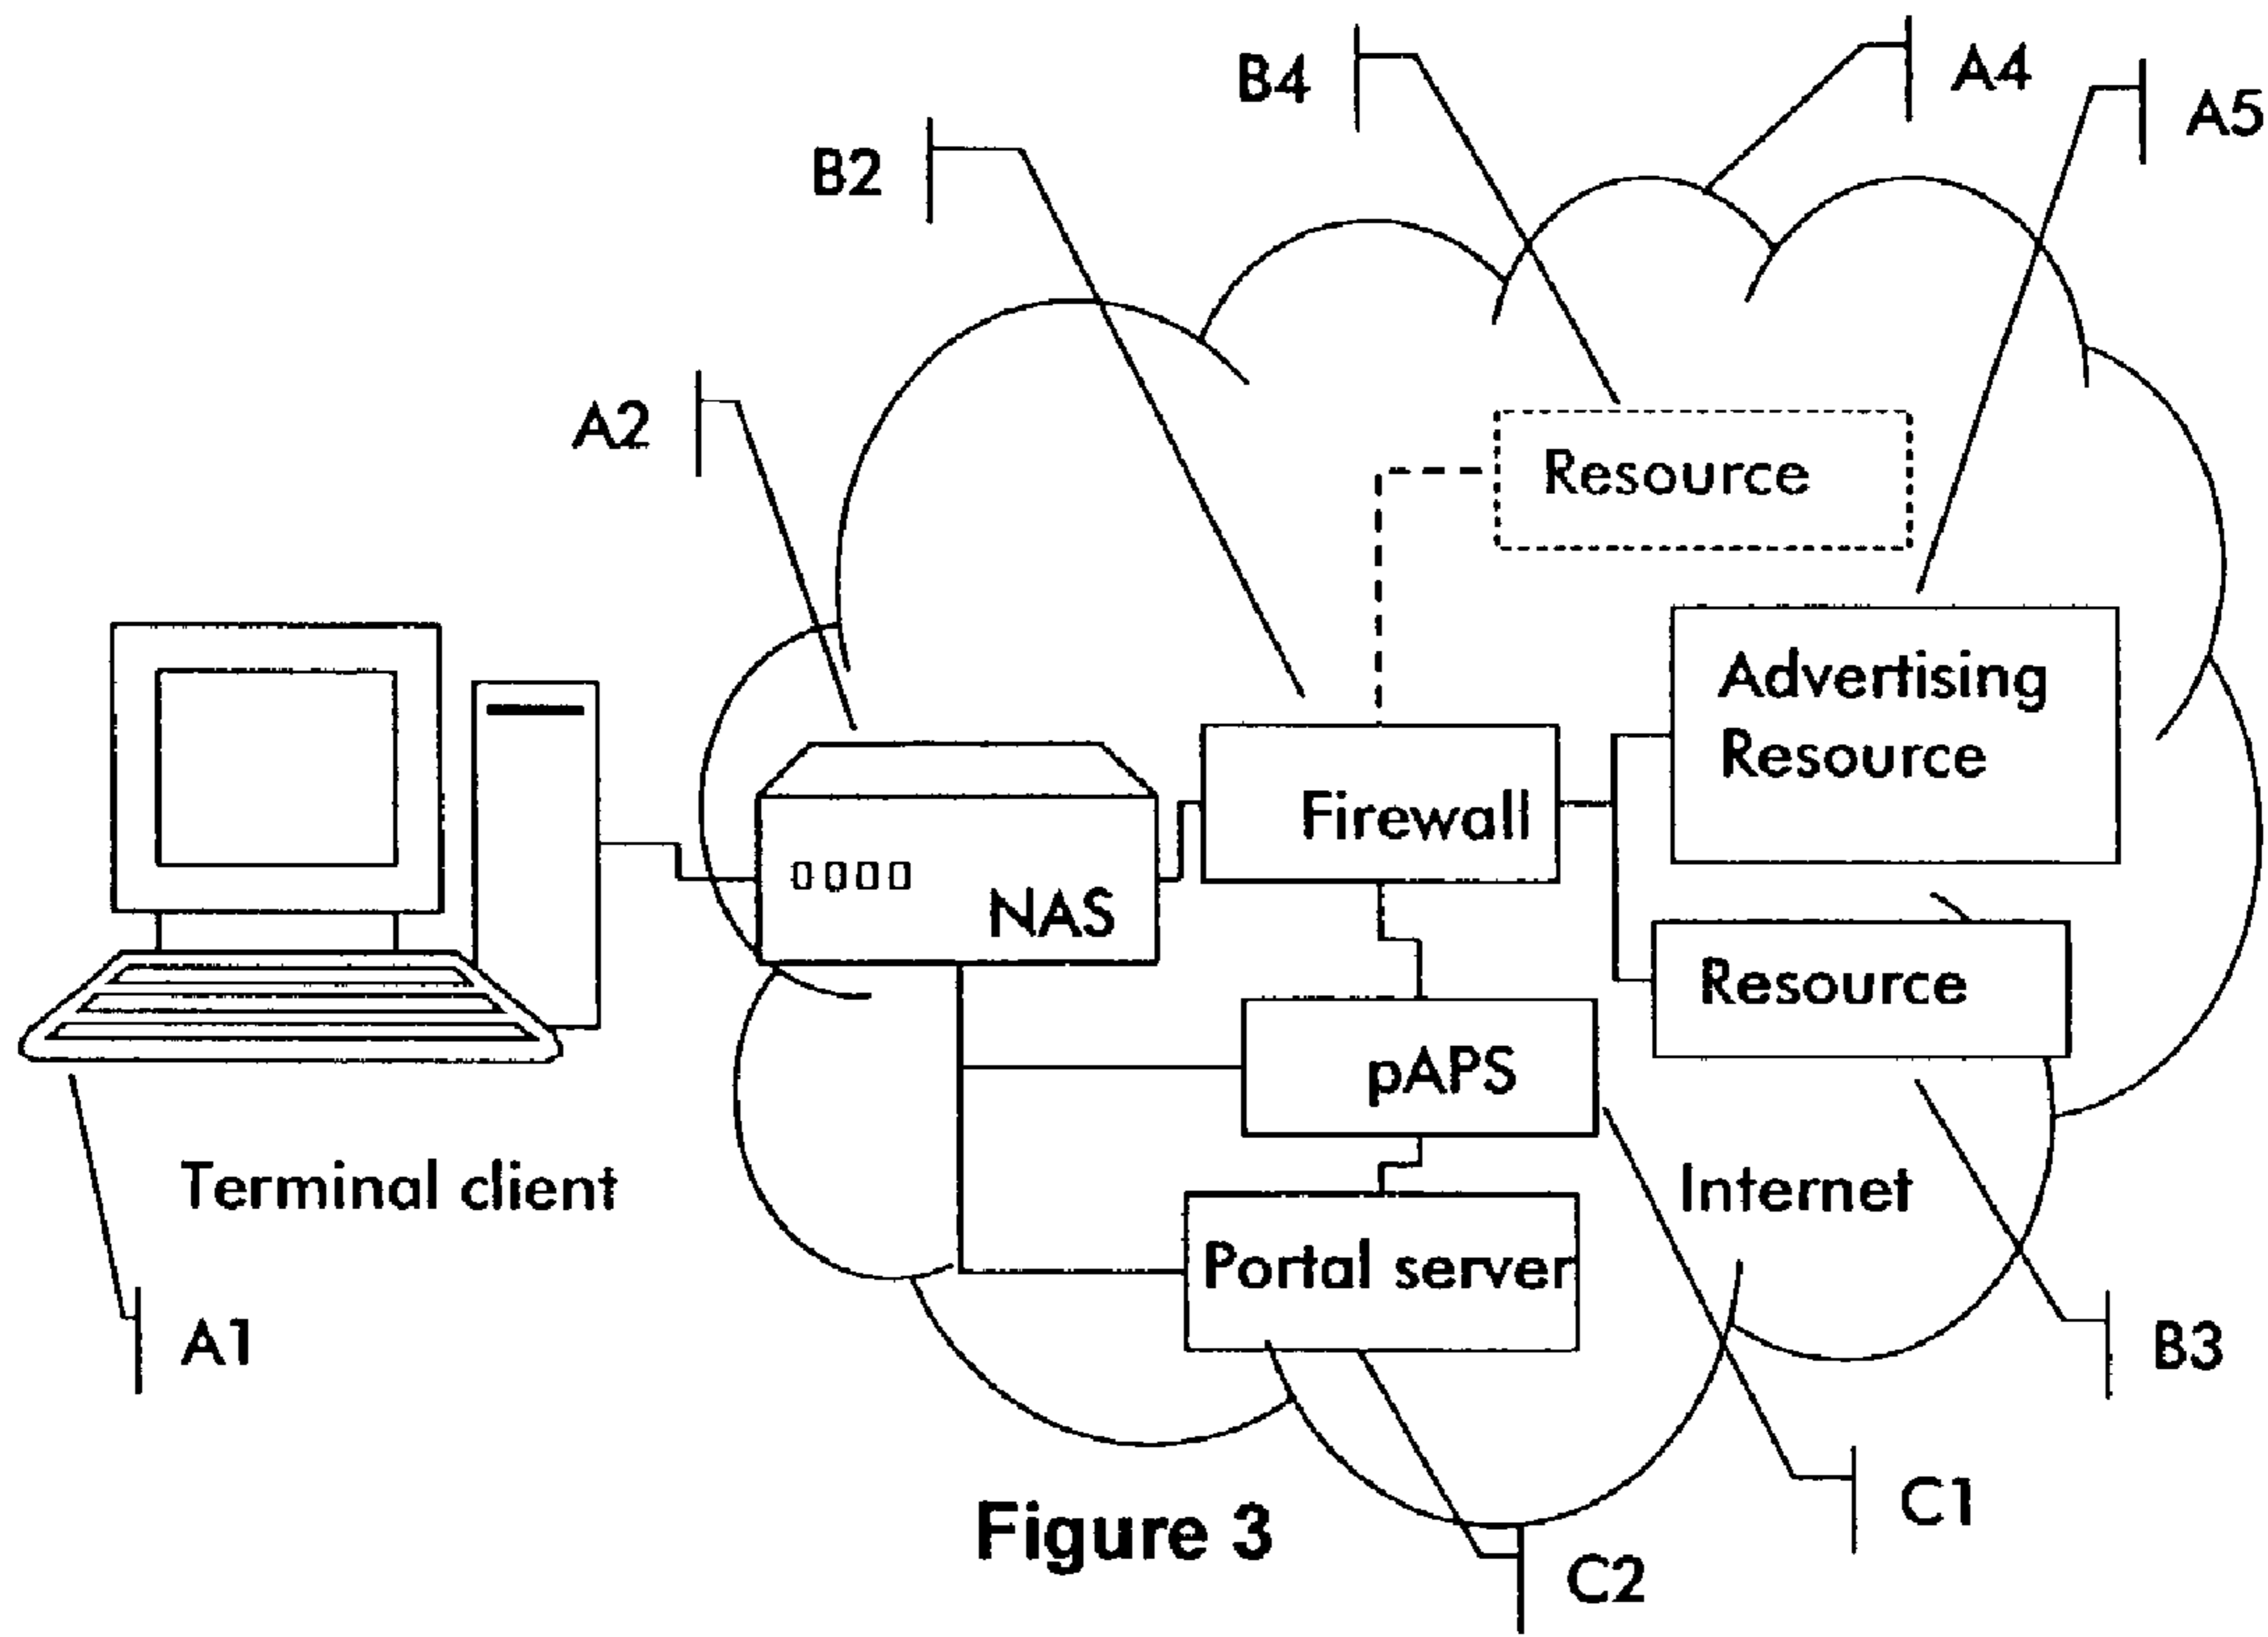 B4
A4
A5
B2
A2
Resource
Advertising
Resource
Firewall
NAS
Resource
pAPS
Terminal client
Internet
Portal server
A1
B3
C1
Figure 3
C2